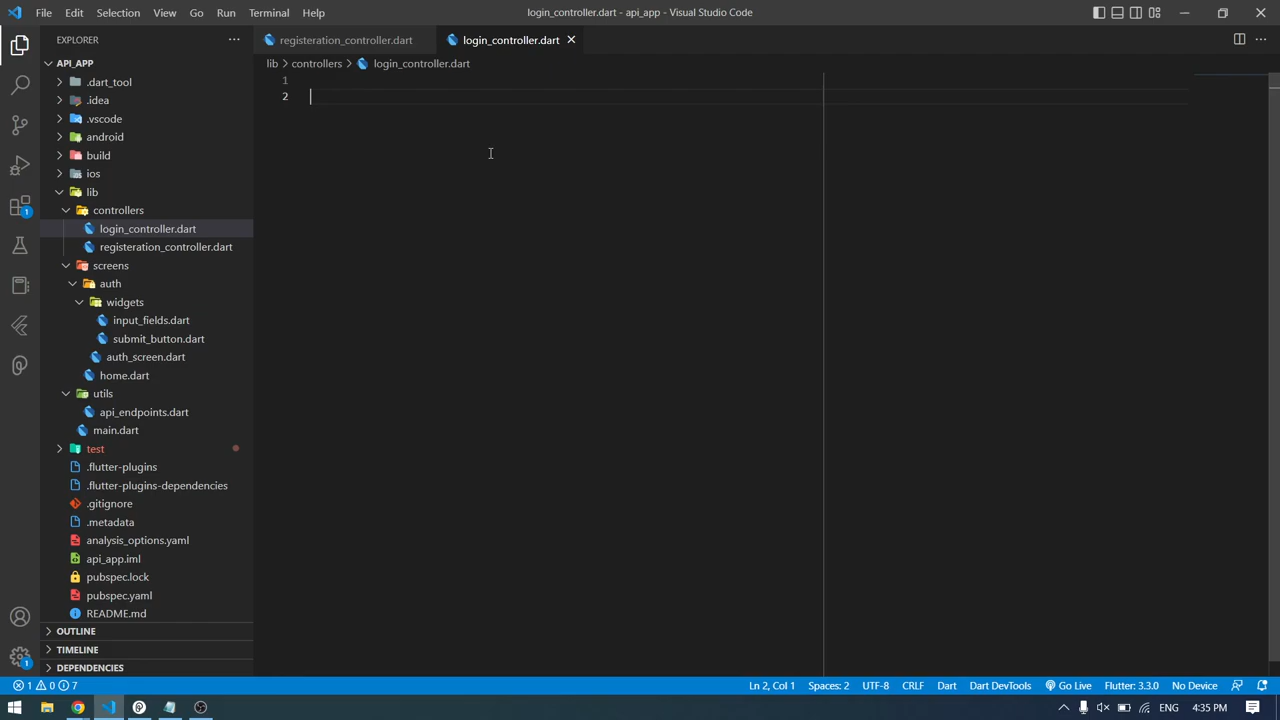 File Edit Selection View Go Run Terminal Help
login_controller.dart - api_app - Visual Studio Code
EXPLORER
registeration_controller.dart
login_controller.dart
API_APP
lib
controllers
login_controller.dart
.dart_tool
.idea
.vscode
android
build
ios
lib
controllers
login_controller.dart
registeration_controller.dart
screens
auth
widgets
input_fields.dart
submit_button.dart
auth_screen.dart
home.dart
utils
api_endpoints.dart
main.dart
test
.flutter-plugins
.flutter-plugins-dependencies
.gitignore
.metadata
analysis_options.yaml
api_app.iml
pubspec.lock
pubspec.yaml
README.md
OUTLINE
TIMELINE
DEPENDENCIES
1
2
1
1
1 0 7
Ln 2, Col 1
Spaces: 2
UTF-8
CRLF
Dart
Dart DevTools
Go Live
Flutter: 3.3.0
No Device
ENG
4:35 PM